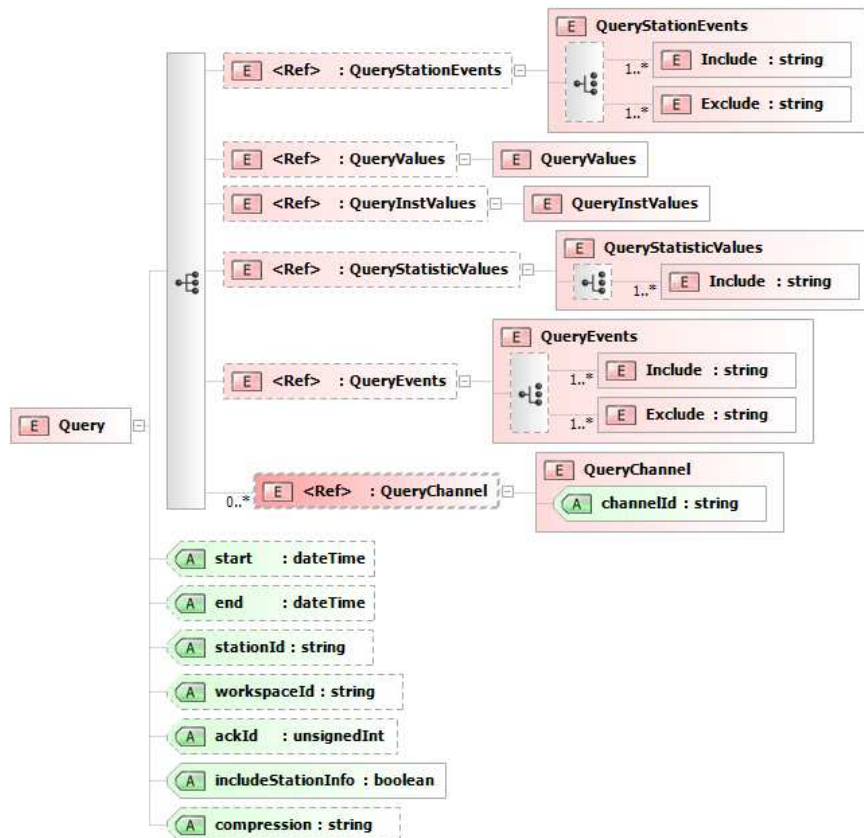 E QueryStationEvents
E <Ref> : QueryStationEvents
1..* E Include : string
1..* E Exclude : string
E <Ref> : QueryValues
E QueryValues
E <Ref> : QueryInstValues
E QueryInstValues
E QueryStatisticValues
E <Ref> : QueryStatisticValues
1..* E Include : string
E QueryEvents
E <Ref> : QueryEvents
1..* E Include : string
1..* E Exclude : string
E Query
E QueryChannel
0..* E <Ref> : QueryChannel
A channelId : string
A start : dateTime
A end : dateTime
A stationId : string
A workspaceId : string
A ackId : unsignedInt
A includeStationInfo : boolean
A compression : string